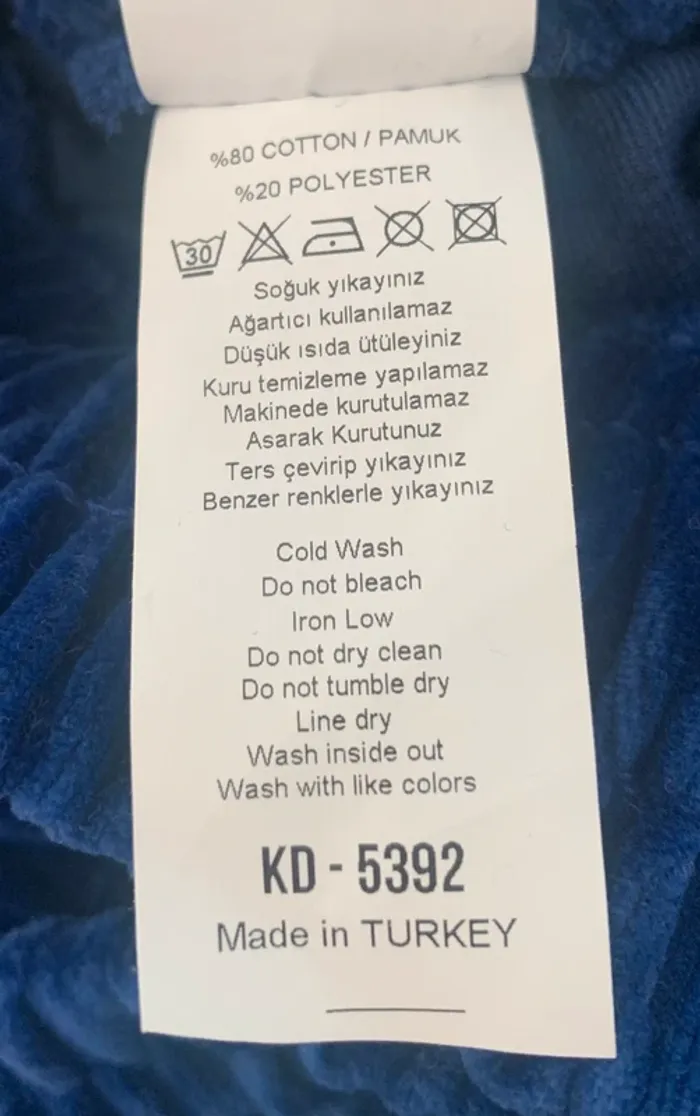 %80 COTTON / PAMUK
%20 POLYESTER
30
Soğuk yıkayınız
Ağartıcı kullanılamaz
Düşük ısıda ütüleyiniz
Kuru temizleme yapılamaz
Makinede kurutulamaz
Asarak Kurutunuz
Ters çevirip yıkayınız
Benzer renklerle yıkayınız
Cold Wash
Do not bleach
Iron Low
Do not dry clean
Do not tumble dry
Line dry
Wash inside out
Wash with like colors
KD - 5392
Made in TURKEY